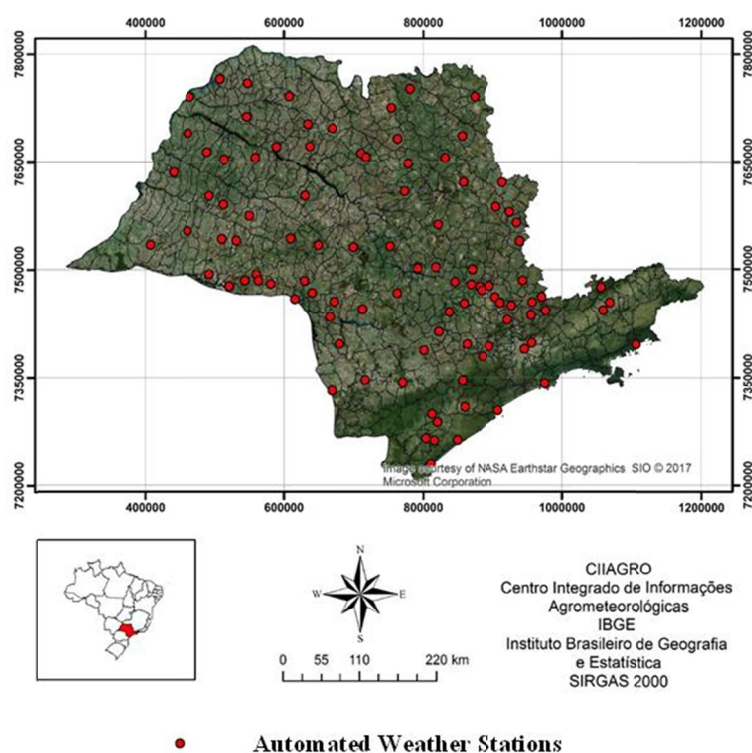 400000 600000 800000 1000000 1200000
7800000 7800000
7650000 7650000
7500000 7500000
7350000 7350000
7200000 7200000
Image courtesy of NASA Earthstar Geographics SIO © 2017
Microsoft Corporation
400000 600000 800000 1000000 1200000
N
W E
S
0 55 110 220 km
CIIAGRO
Centro Integrado de Informações
Agrometeorológicas
IBGE
Instituto Brasileiro de Geografia
e Estatística
SIRGAS 2000
Automated Weather Stations